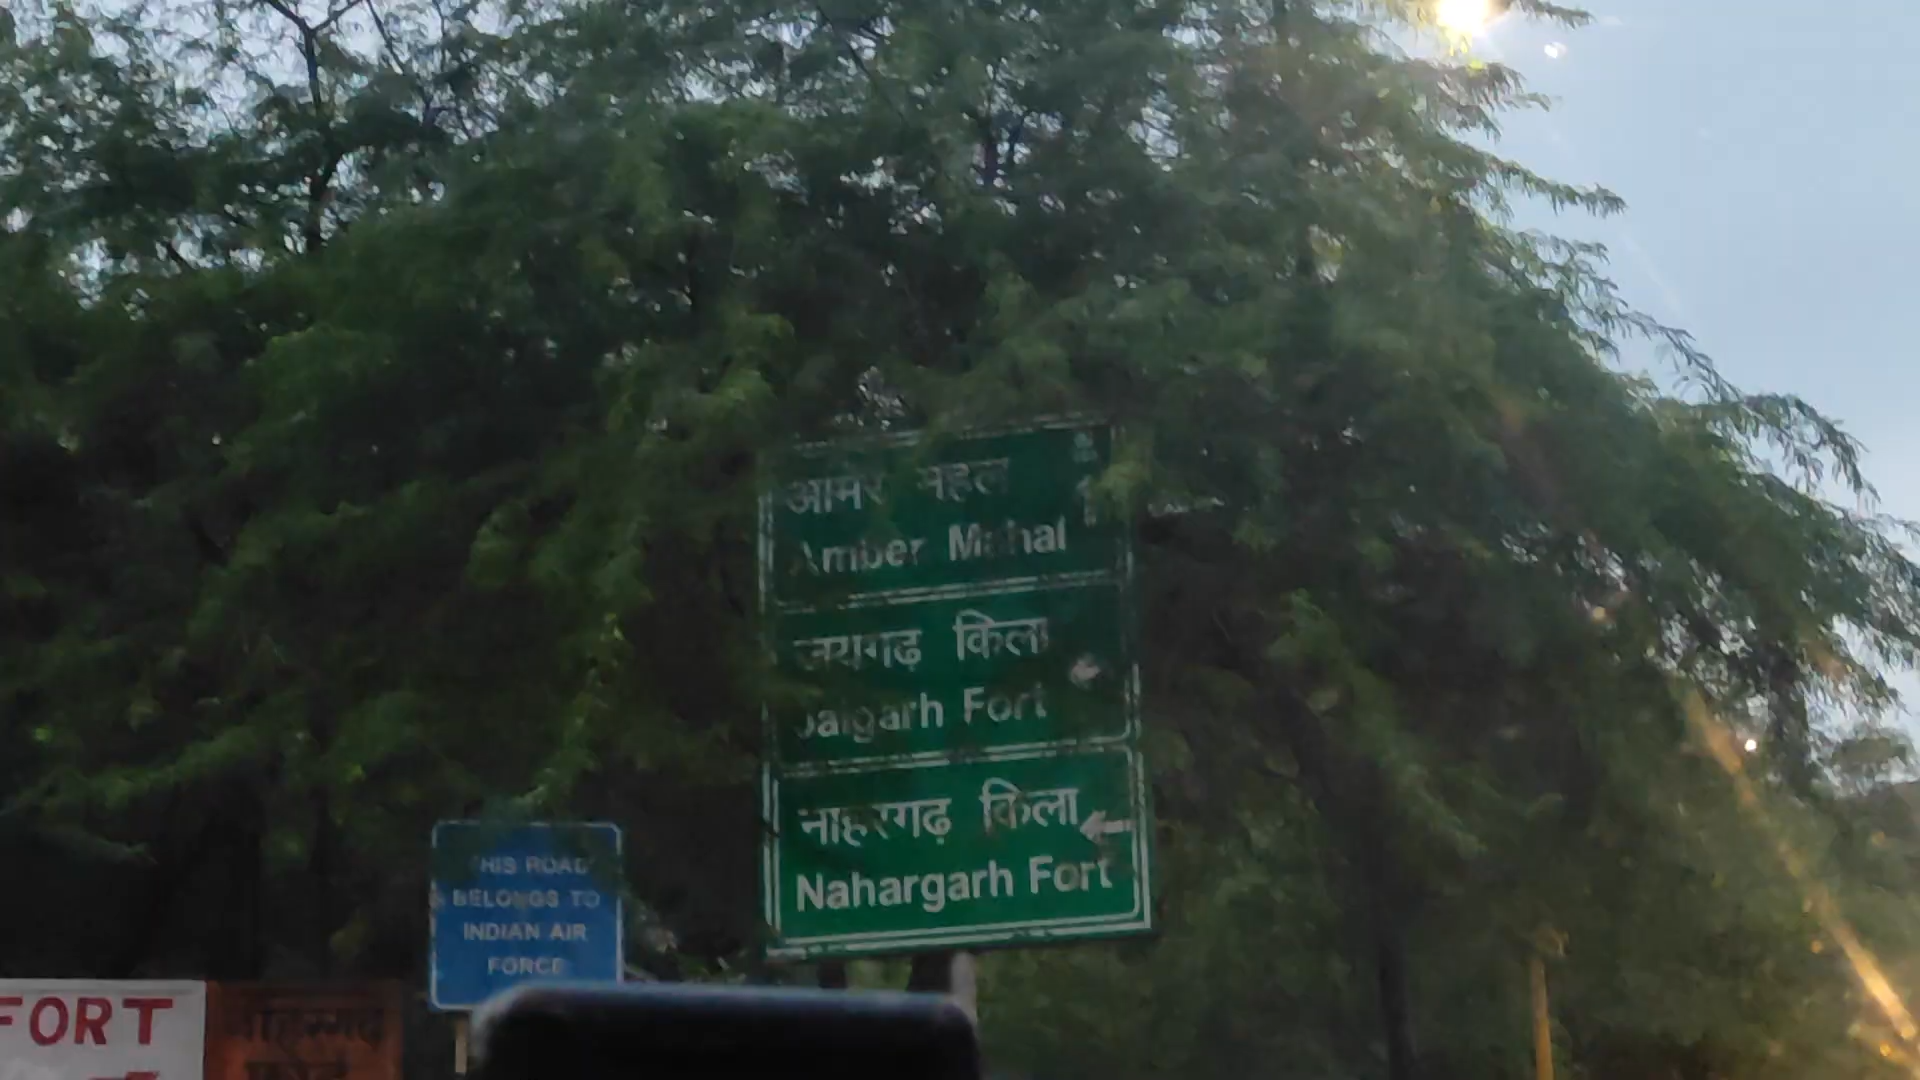 आमेर महल
Amber Mahal
जयगढ़ किला
Jaigarh Fort
नाहरगढ़ किला
Nahargarh Fort
THIS ROAD
BELONGS TO
INDIAN AIR
FORCE
FORT